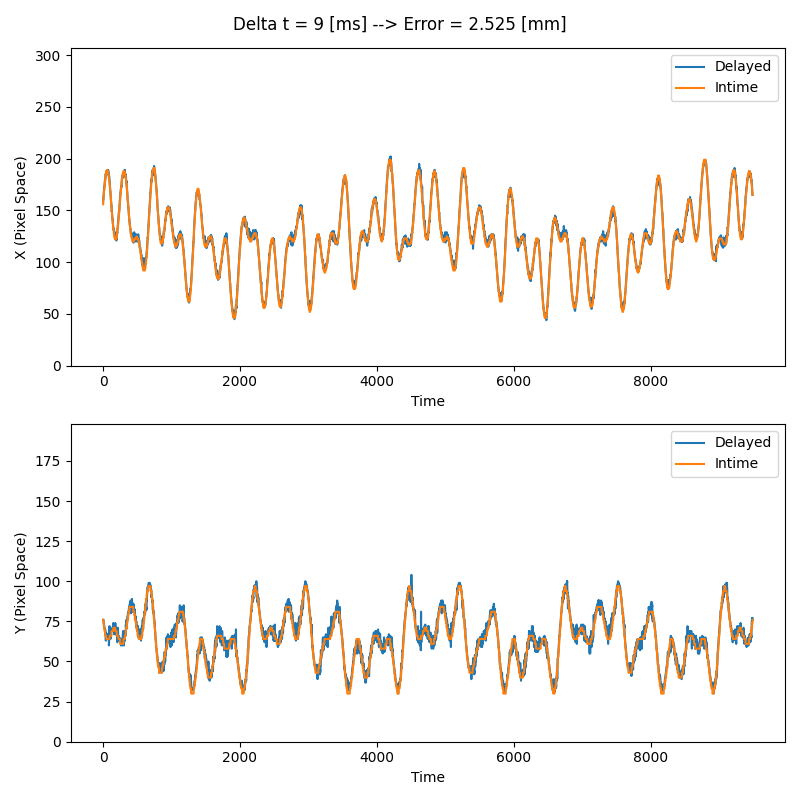 Delta t = 9 [ms] --> Error = 2.525 [mm]
300
250
200
150
100
50
0
X (Pixel Space)
Delayed
Intime
0 2000 4000 6000 8000
Time
175
150
125
100
75
50
25
0
Y (Pixel Space)
Delayed
Intime
0 2000 4000 6000 8000
Time